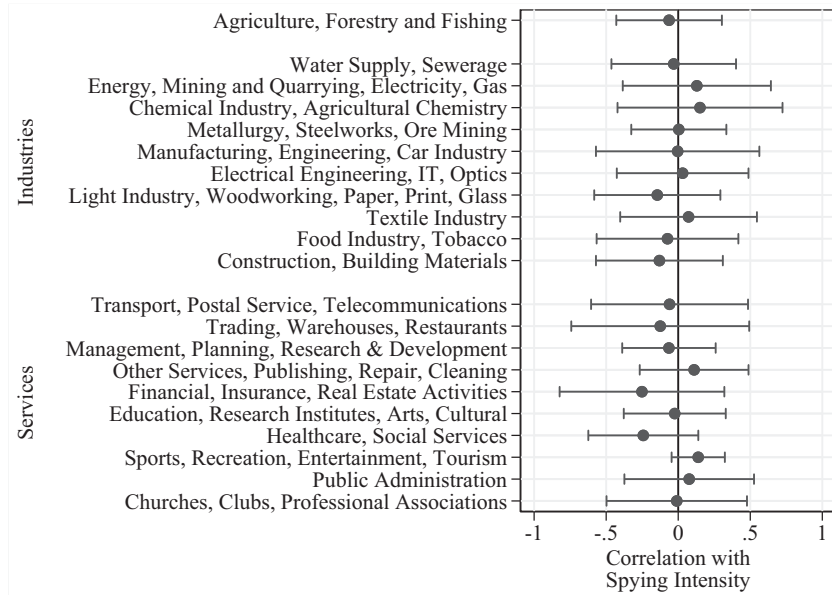 Agriculture, Forestry and Fishing
Industries
Water Supply, Sewerage
Energy, Mining and Quarrying, Electricity, Gas
Chemical Industry, Agricultural Chemistry
Metallurgy, Steelworks, Ore Mining
Manufacturing, Engineering, Car Industry
Electrical Engineering, IT, Optics
Light Industry, Woodworking, Paper, Print, Glass
Textile Industry
Food Industry, Tobacco
Construction, Building Materials
Services
Transport, Postal Service, Telecommunications
Trading, Warehouses, Restaurants
Management, Planning, Research & Development
Other Services, Publishing, Repair, Cleaning
Financial, Insurance, Real Estate Activities
Education, Research Institutes, Arts, Cultural
Healthcare, Social Services
Sports, Recreation, Entertainment, Tourism
Public Administration
Churches, Clubs, Professional Associations
-1 -.5 0 .5 1
Correlation with
Spying Intensity